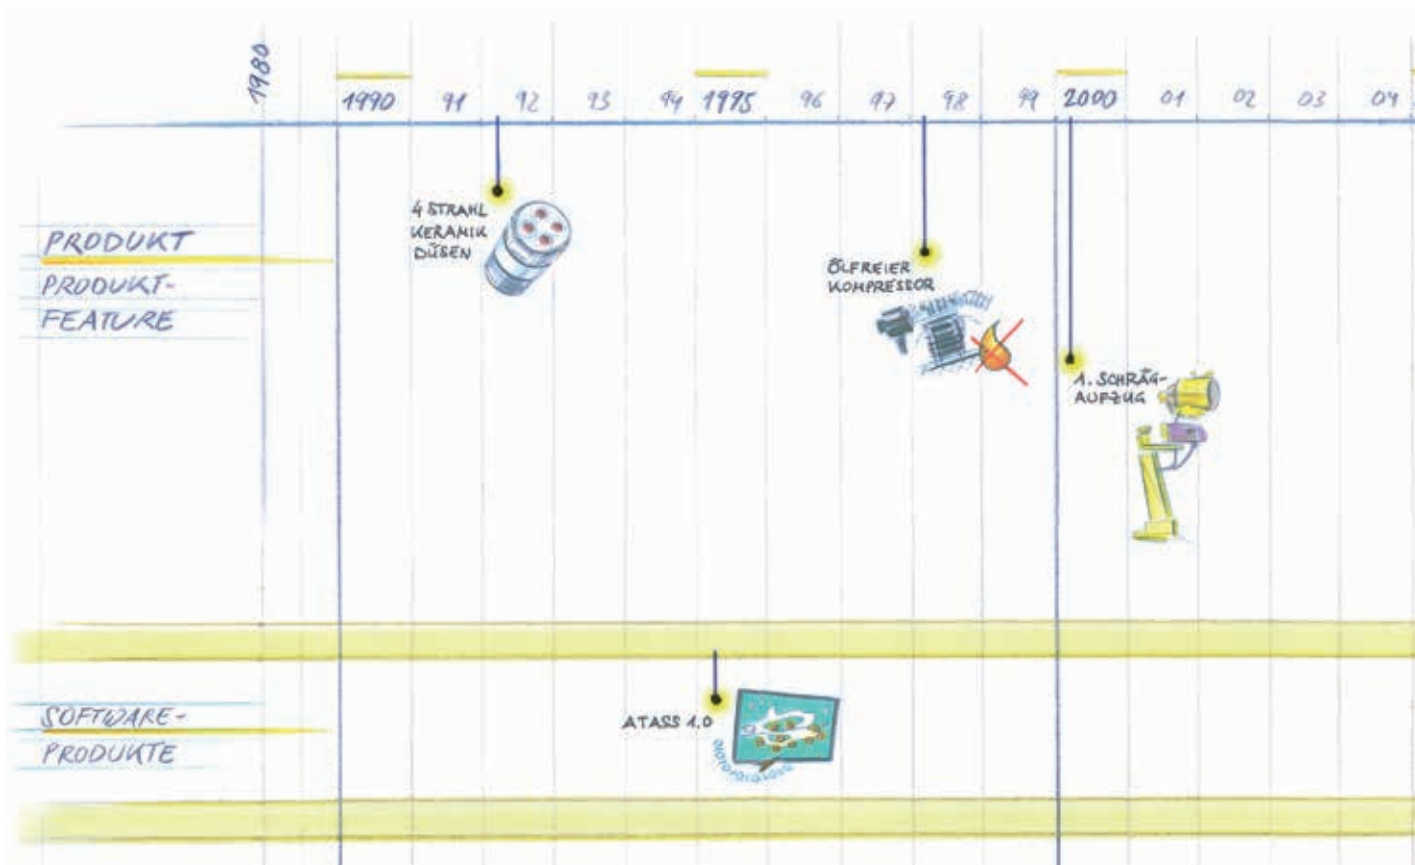 1980
1990 91 92 93 94 1995 96 97 98 99 2000 01 02 03 04
4 STRAHL
KERAMIK
DÜSEN
PRODUKT
PRODUKT-
FEATURE
ÖLFREIER
KOMPRESSOR
1. SCHRÄG-
AUFZUG
SOFTWARE-
PRODUKTE
ATASS 1.0